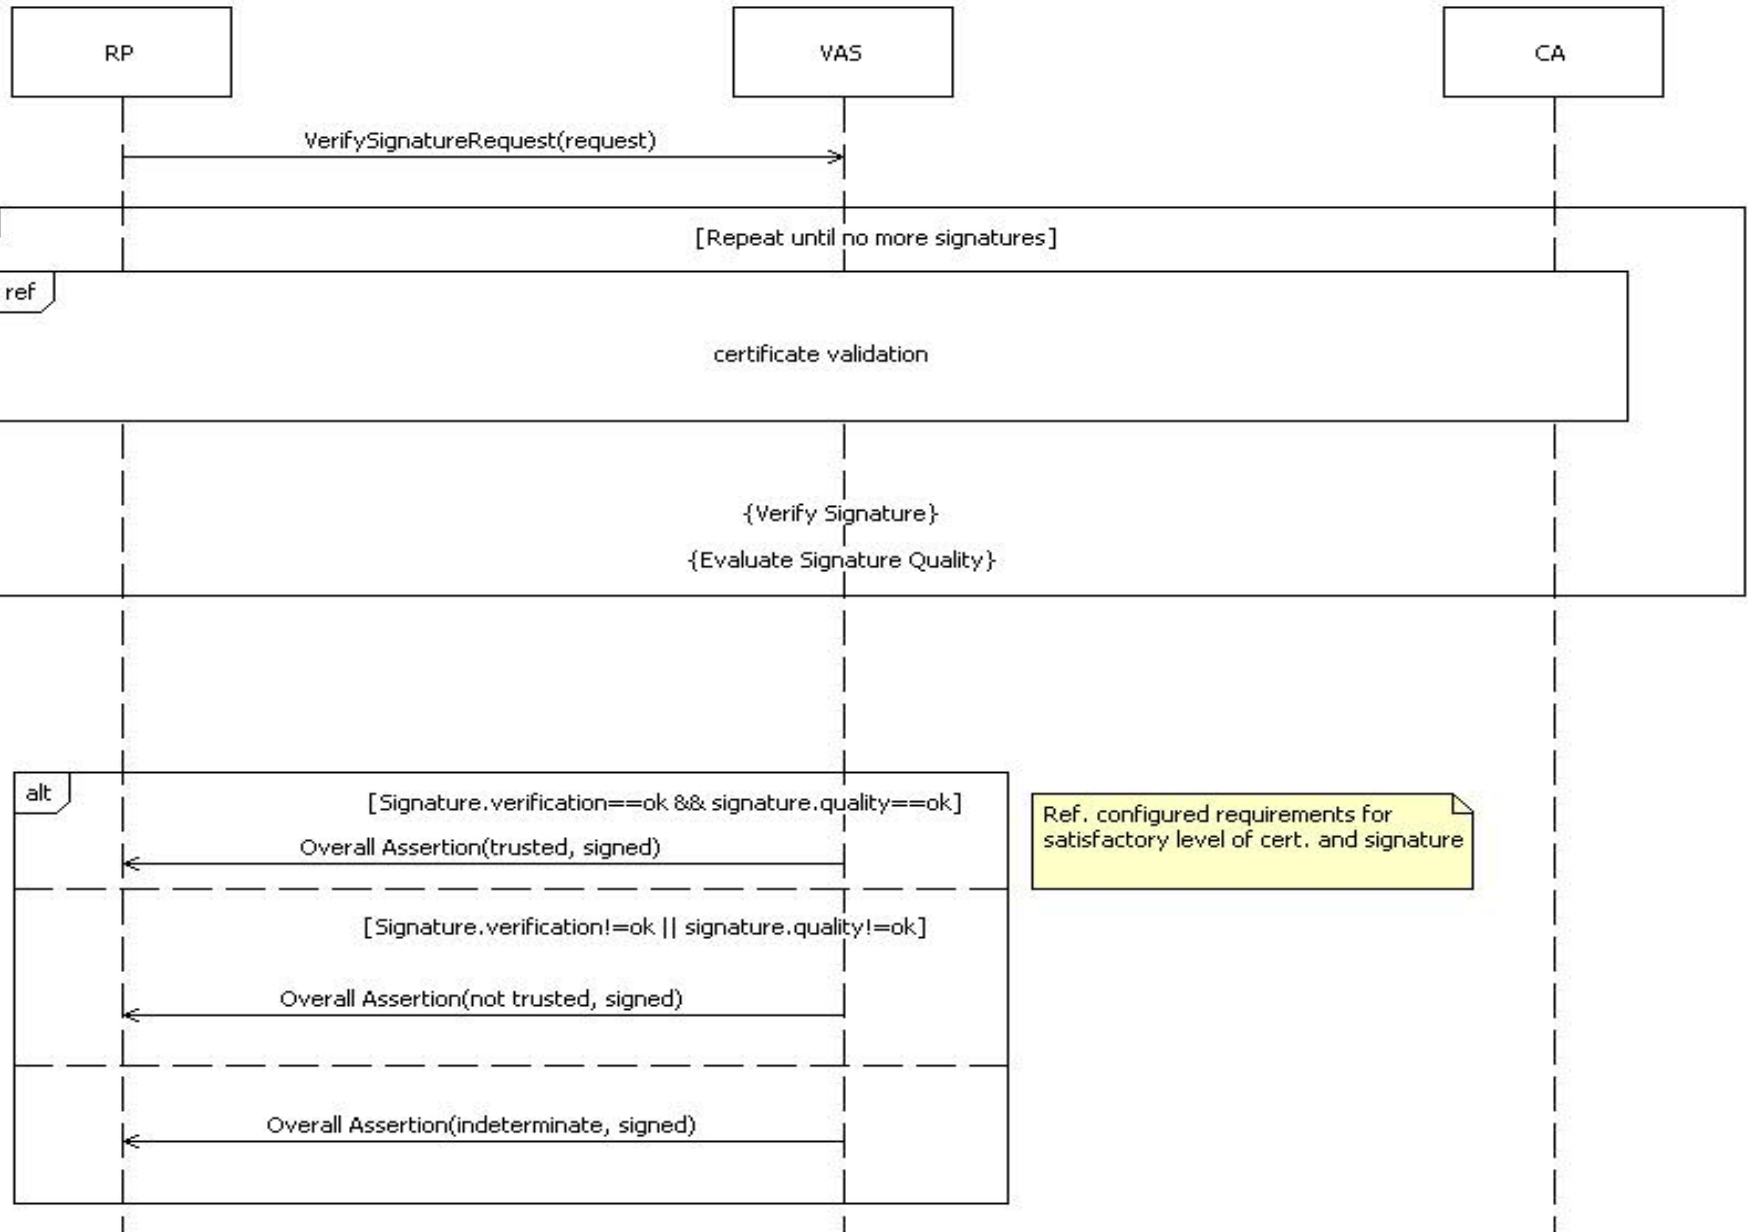 RP
VAS
CA
VerifySignatureRequest(request)
[Repeat until no more signatures]
ref
certificate validation
{Verify Signature}
{Evaluate Signature Quality}
alt
[Signature.verification==ok && signature.quality==ok]
Overall Assertion(trusted, signed)
Ref. configured requirements for
satisfactory level of cert. and signature
[Signature.verification!=ok || signature.quality!=ok]
Overall Assertion(not trusted, signed)
Overall Assertion(indeterminate, signed)